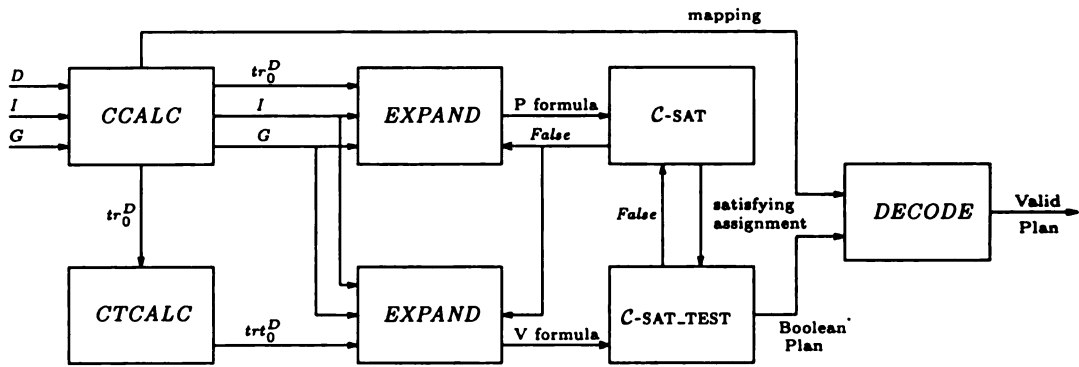 mapping
D
I
G
CCALC
tr_0^D
I
G
EXPAND
P formula
False
C-SAT
tr_0^D
False
satisfying
assignment
DECODE
Valid
Plan
CTCALC
trt_0^D
EXPAND
V formula
C-SAT_TEST
Boolean
Plan